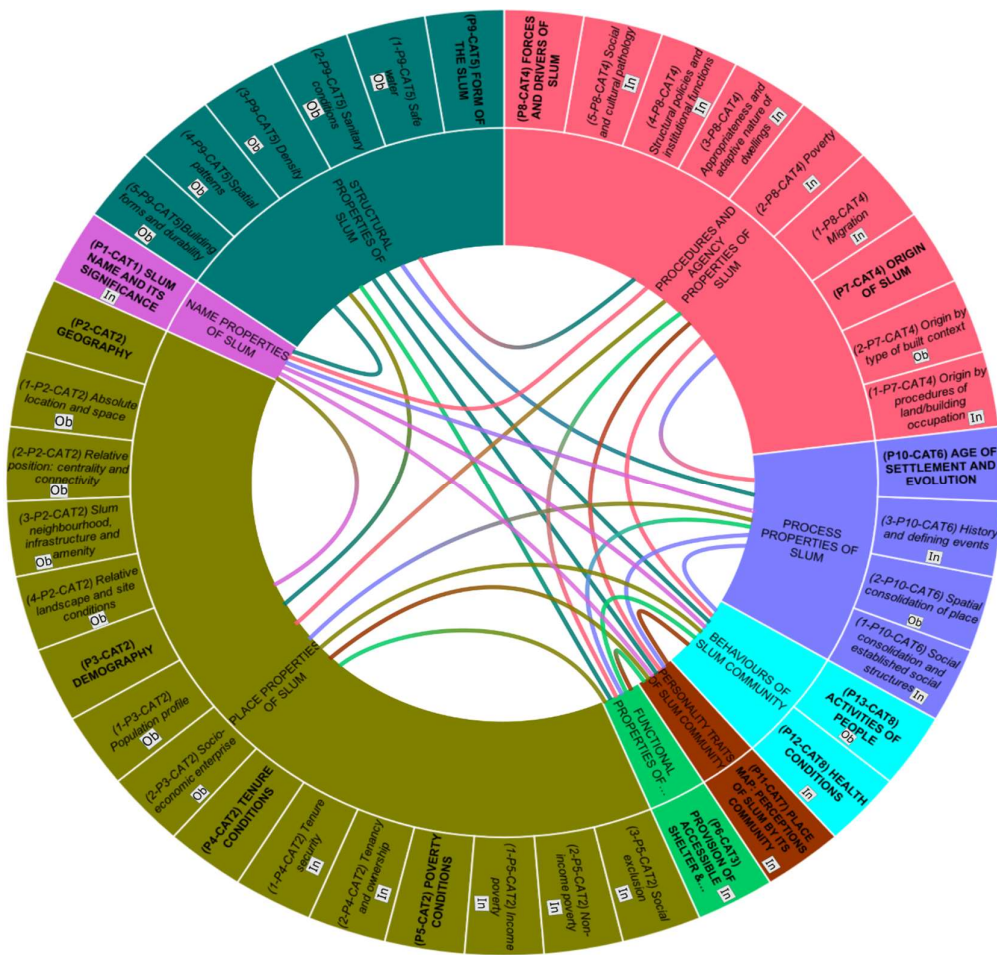 (P9-CAT5) FORM OF
THE SLUM
(1-P9-CAT5) Safe
water
Ob
(2-P9-CAT5) Sanitary
conditions
Ob
(3-P9-CAT5) Density
Ob
(4-P9-CAT5)Spatial
patterns
Ob
(5-P9-CAT5)Building
forms and durability
Ob
STRUCTURAL
PROPERTIES OF
SLUM
(P8-CAT4) FORCES
AND DRIVERS OF
SLUM
(5-P8-CAT4) Social
and cultural pathology
In
(4-P8-CAT4)
Structural policies and
institutional functions
In
(3-P8-CAT4)
Appropriateness and
adaptive nature of
dwellings
In
(2-P8-CAT4) Poverty
In
(1-P8-CAT4)
Migration
In
(P7-CAT4) ORIGIN
OF SLUM
(2-P7-CAT4) Origin by
type of built context
Ob
(1-P7-CAT4) Origin by
procedures of
land/building
occupation
In
PROCEDURES AND
AGENCY
PROPERTIES OF
SLUM
(P10-CAT6) AGE OF
SETTLEMENT AND
EVOLUTION
(3-P10-CAT6) History
and defining events
In
(2-P10-CAT6) Spatial
consolidation of place
Ob
(1-P10-CAT6) Social
consolidation and
established social
structures
In
PROCESS
PROPERTIES OF
SLUM
(P13-CAT8)
ACTIVITIES OF
PEOPLE
Ob
(P12-CAT8) HEALTH
CONDITIONS
In
BEHAVIOURS OF
SLUM COMMUNITY
(P11-CAT7) PLACE
MAP: PERCEPTIONS
OF SLUM BY ITS
COMMUNITY
In
PERSONALITY TRAITS
OF SLUM COMMUNITY
(P6-CAT3)
PROVISION OF
ACCESSIBLE
SHELTER &...
In
FUNCTIONAL
PROPERTIES OF
...
(3-P5-CAT2) Social
exclusion
In
(2-P5-CAT2) Non-
income poverty
In
(1-P5-CAT2) Income
poverty
In
(P5-CAT2) POVERTY
CONDITIONS
(2-P4-CAT2) Tenancy
and ownership
In
(1-P4-CAT2) Tenure
security
In
(P4-CAT2) TENURE
CONDITIONS
(2-P3-CAT2) Socio-
economic enterprise
Ob
(1-P3-CAT2)
Population profile
Ob
(P3-CAT2)
DEMOGRAPHY
(4-P2-CAT2) Relative
landscape and site
conditions
Ob
(3-P2-CAT2) Slum
neighbourhood,
infrastructure and
amenity
Ob
(2-P2-CAT2) Relative
position: centrality and
connectivity
Ob
(1-P2-CAT2) Absolute
location and space
Ob
(P2-CAT2)
GEOGRAPHY
PLACE PROPERTIES
OF SLUM
(P1-CAT1) SLUM
NAME AND ITS
SIGNIFICANCE
In
NAME PROPERTIES
OF SLUM